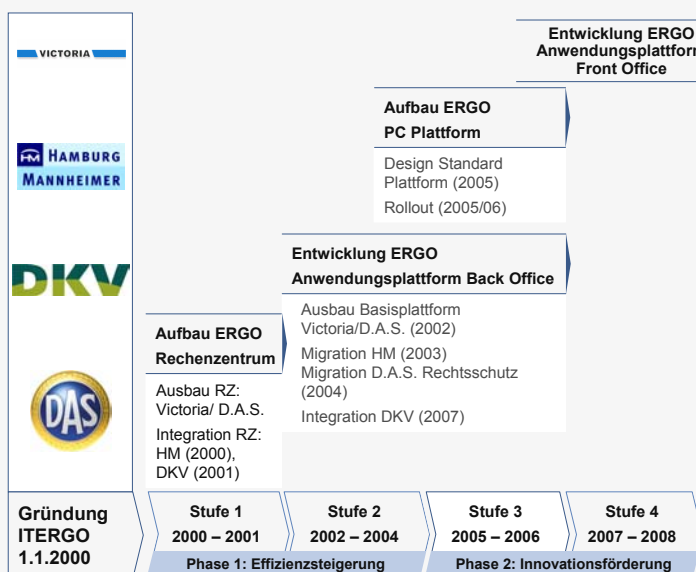 VICTORIA
HM HAMBURG
MANNHEIMER
DKV
DAS
Entwicklung ERGO
Anwendungsplattform
Front Office
Aufbau ERGO
PC Plattform
Design Standard
Plattform (2005)
Rollout (2005/06)
Entwicklung ERGO
Anwendungsplattform Back Office
Ausbau Basisplattform
Victoria/D.A.S. (2002)
Migration HM (2003)
Migration D.A.S. Rechtsschutz
(2004)
Integration DKV (2007)
Aufbau ERGO
Rechenzentrum
Ausbau RZ:
Victoria/ D.A.S.
Integration RZ:
HM (2000),
DKV (2001)
Gründung
ITERGO
1.1.2000
Stufe 1
2000 – 2001
Stufe 2
2002 – 2004
Stufe 3
2005 – 2006
Stufe 4
2007 – 2008
Phase 1: Effizienzsteigerung
Phase 2: Innovationsförderung